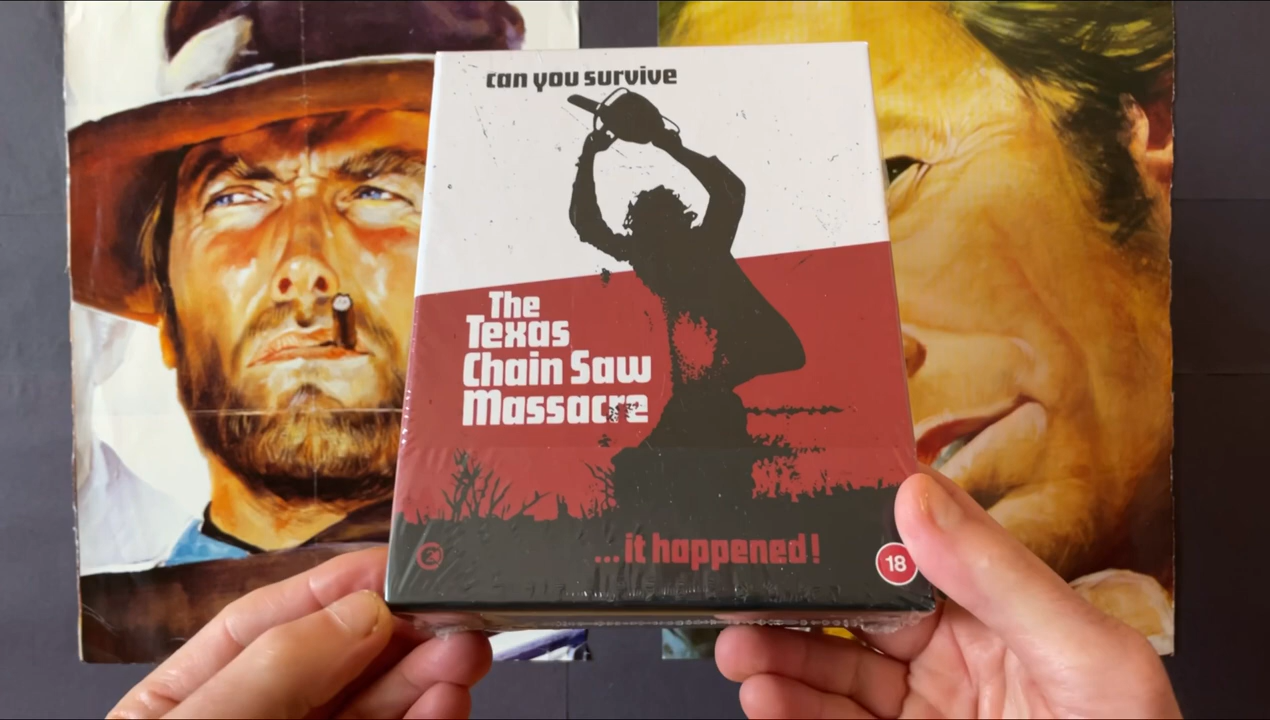 can you survive
The
Texas
Chain Saw
Massacre
...it happened!
18